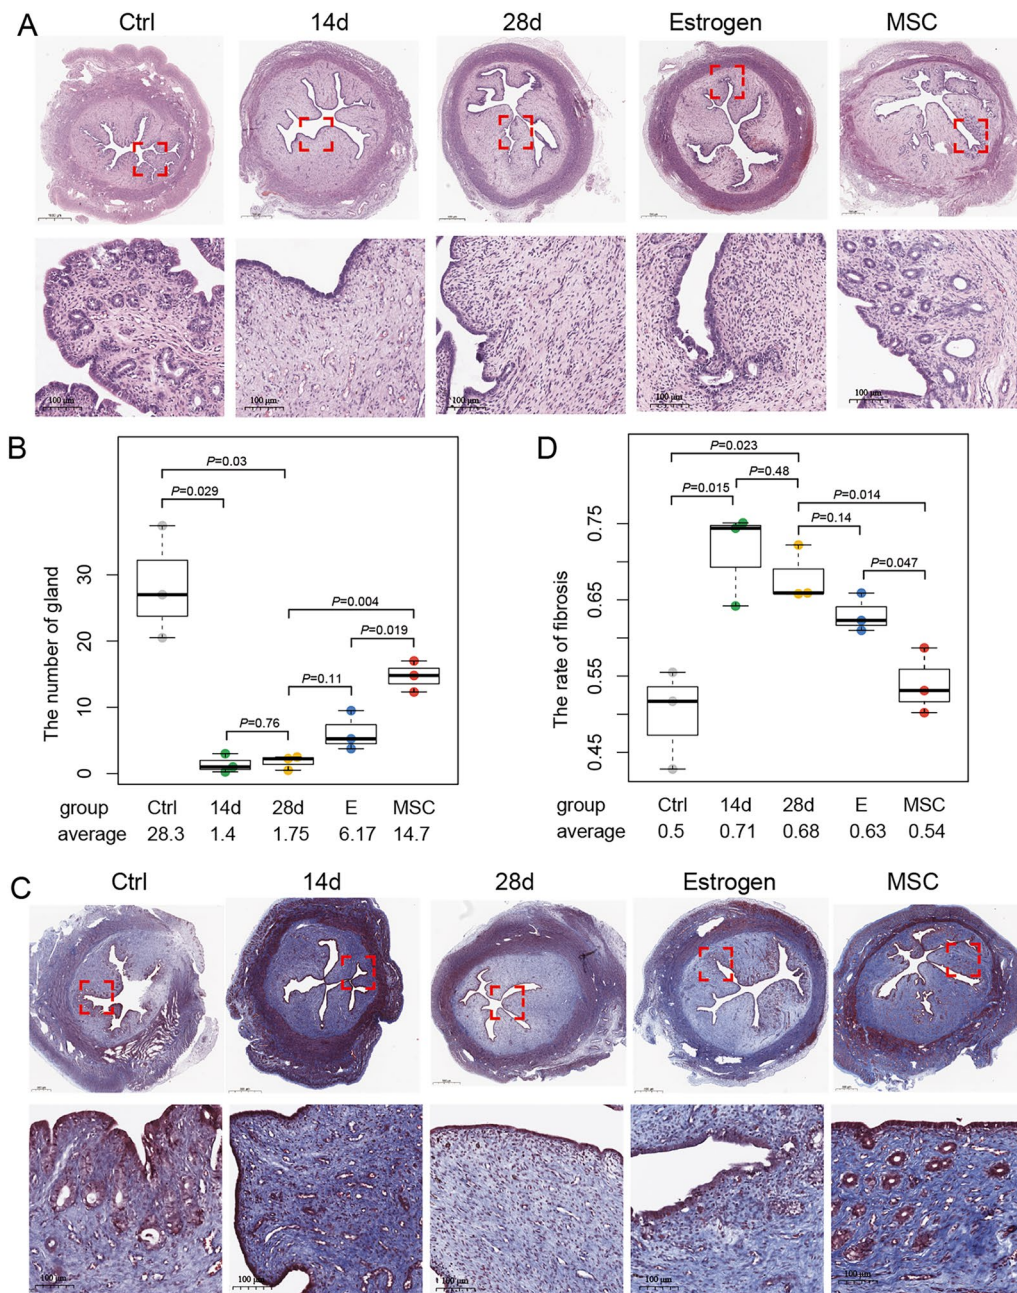 A
Ctrl 14d 28d Estrogen MSC
100 μm 100 μm 100 μm 100 μm 100 μm
B
P=0.03
P=0.029
P=0.004
P=0.019
P=0.11
P=0.76
The number of gland
0 10 30
group Ctrl 14d 28d E MSC
average 28.3 1.4 1.75 6.17 14.7
D
P=0.023
P=0.48
P=0.015
P=0.014
P=0.14
P=0.047
The rate of fibrosis
0.45 0.55 0.65 0.75
group Ctrl 14d 28d E MSC
average 0.5 0.71 0.68 0.63 0.54
C
Ctrl 14d 28d Estrogen MSC
100 μm 100 μm 100 μm 100 μm 100 μm